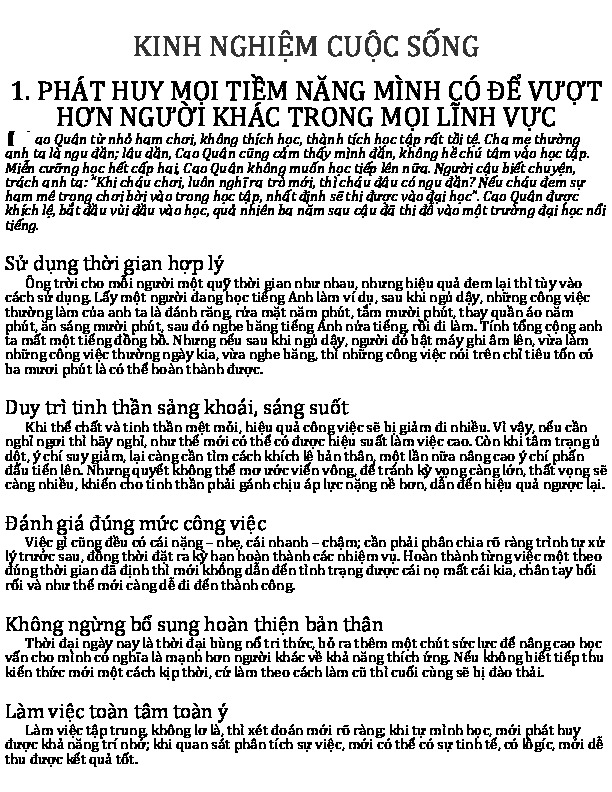 KINH NGHIỆM CUỘC SỐNG
1. PHÁT HUY MỌI TIỀM NĂNG MÌNH CÓ ĐỂ VƯỢT
HƠN NGƯỜI KHÁC TRONG MỌI LĨNH VỰC
ao Quân từ nhỏ ham chơi, không thích học, thành tích học tập rất tồi tệ. Cha mẹ thường
anh ta là ngu đần; lâu dần, Cao Quân cũng cảm thấy mình đần, không hề chú tâm vào học tập.
Miễn cưỡng học hết cấp hai, Cao Quân không muốn học tiếp lên nữa. Người cậu biết chuyện,
trách anh ta: "Khi cháu chơi, luôn nghĩ ra trò mới, thì cháu đâu có ngu đần? Nếu cháu đem sự
ham mê trong chơi bời vào trong học tập, nhất định sẽ thi được vào đại học". Cao Quân được
khích lệ, bắt đầu vùi đầu vào học, quả nhiên ba năm sau cậu đã thi đỗ vào một trường đại học nổi
tiếng.
Sử dụng thời gian hợp lý
Ông trời cho mỗi người một quỹ thời gian như nhau, nhưng hiệu quả đem lại thì tùy vào
cách sử dụng. Lấy một người đang học tiếng Anh làm ví dụ, sau khi ngủ dậy, những công việc
thường làm của anh ta là đánh răng, rửa mặt năm phút, tắm mười phút, thay quần áo năm
phút, ăn sáng mười phút, sau đó nghe băng tiếng Anh nửa tiếng, rồi đi làm. Tính tổng cộng anh
ta mất một tiếng đồng hồ. Nhưng nếu sau khi ngủ dậy, người đó bật máy ghi âm lên, vừa làm
những công việc thường ngày kia, vừa nghe băng, thì những công việc nói trên chỉ tiêu tốn có
ba mươi phút là có thể hoàn thành được.
Duy trì tinh thần sảng khoái, sáng suốt
Khi thể chất và tinh thần mệt mỏi, hiệu quả công việc sẽ bị giảm đi nhiều. Vì vậy, nếu cần
nghỉ ngơi thì hãy nghỉ, như thế mới có thể có được hiệu suất làm việc cao. Còn khi tâm trạng ủ
dột, ý chí suy giảm, lại càng cần tìm cách khích lệ bản thân, một lần nữa nâng cao ý chí phấn
đấu tiến lên. Nhưng quyết không thể mơ ước viển vông, để tránh kỳ vọng càng lớn, thất vọng sẽ
càng nhiều, khiến cho tinh thần phải gánh chịu áp lực nặng nề hơn, dẫn đến hiệu quả ngược lại.
Đánh giá đúng mức công việc
Việc gì cũng đều có cái nặng – nhẹ, cái nhanh – chậm; cần phải phân chia rõ ràng trình tự xử
lý trước sau, đồng thời đặt ra kỳ hạn hoàn thành các nhiệm vụ. Hoàn thành từng việc một theo
đúng thời gian đã định thì mới không dẫn đến tình trạng được cái nọ mất cái kia, chân tay bối
rối và như thế mới càng dễ đi đến thành công.
Không ngừng bổ sung hoàn thiện bản thân
Thời đại ngày nay là thời đại bùng nổ tri thức, bỏ ra thêm một chút sức lực để nâng cao học
vấn cho mình có nghĩa là mạnh hơn người khác về khả năng thích ứng. Nếu không biết tiếp thu
kiến thức mới một cách kịp thời, cứ làm theo cách làm cũ thì cuối cùng sẽ bị đào thải.
Làm việc toàn tâm toàn ý
Làm việc tập trung, không lơ là, thì xét đoán mới rõ ràng; khi tự mình học, mới phát huy
được khả năng trí nhớ; khi quan sát phân tích sự việc, mới có thể có sự tinh tế, có lôgíc, mới dễ
thu được kết quả tốt.